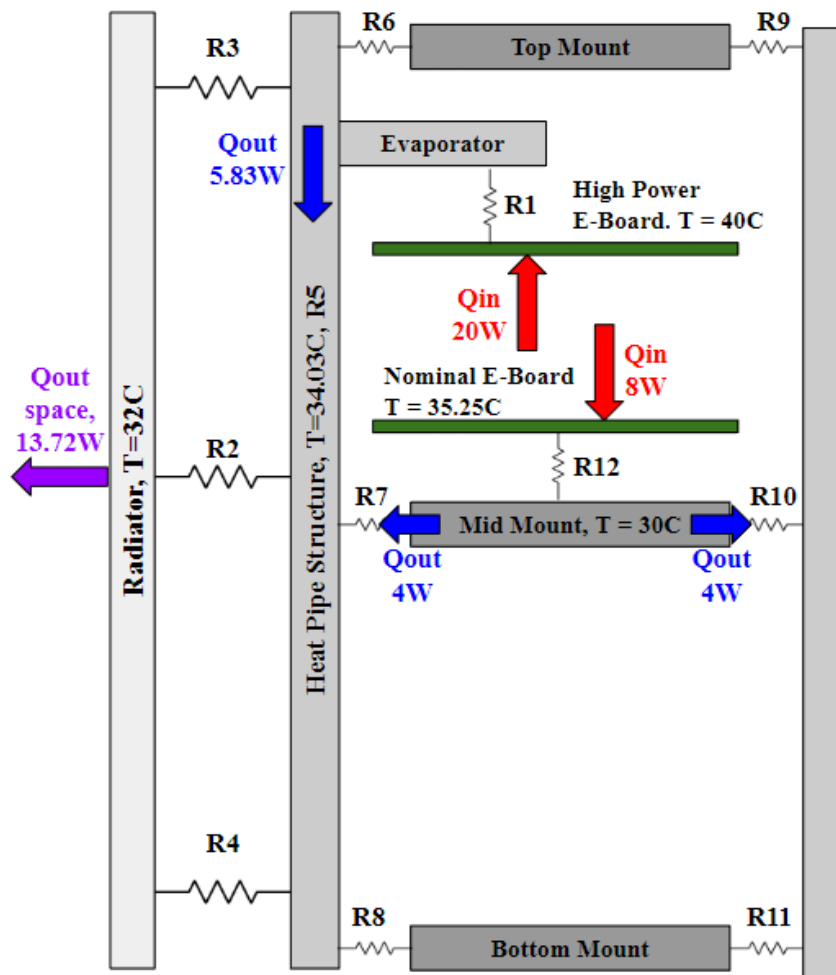 R3
R6
Top Mount
R9
Qout
5.83W
Evaporator
R1
High Power
E-Board. T = 40C
Qin
20W
Qin
8W
Nominal E-Board
T = 35.25C
Heat Pipe Structure, T=34.03C, R5
Radiator, T=32C
Qout
space,
13.72W
R2
R12
R7
Mid Mount, T = 30C
R10
Qout
4W
Qout
4W
R4
R8
Bottom Mount
R11